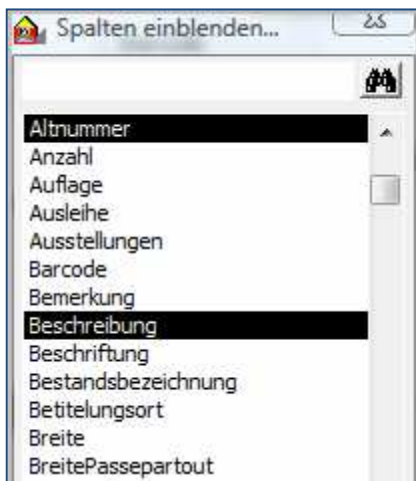 Spalten einblenden...
Altnummer
Anzahl
Auflage
Ausleihe
Ausstellungen
Barcode
Bemerkung
Beschreibung
Beschriftung
Bestandsbezeichnung
Betitelungsort
Breite
BreitePassepartout